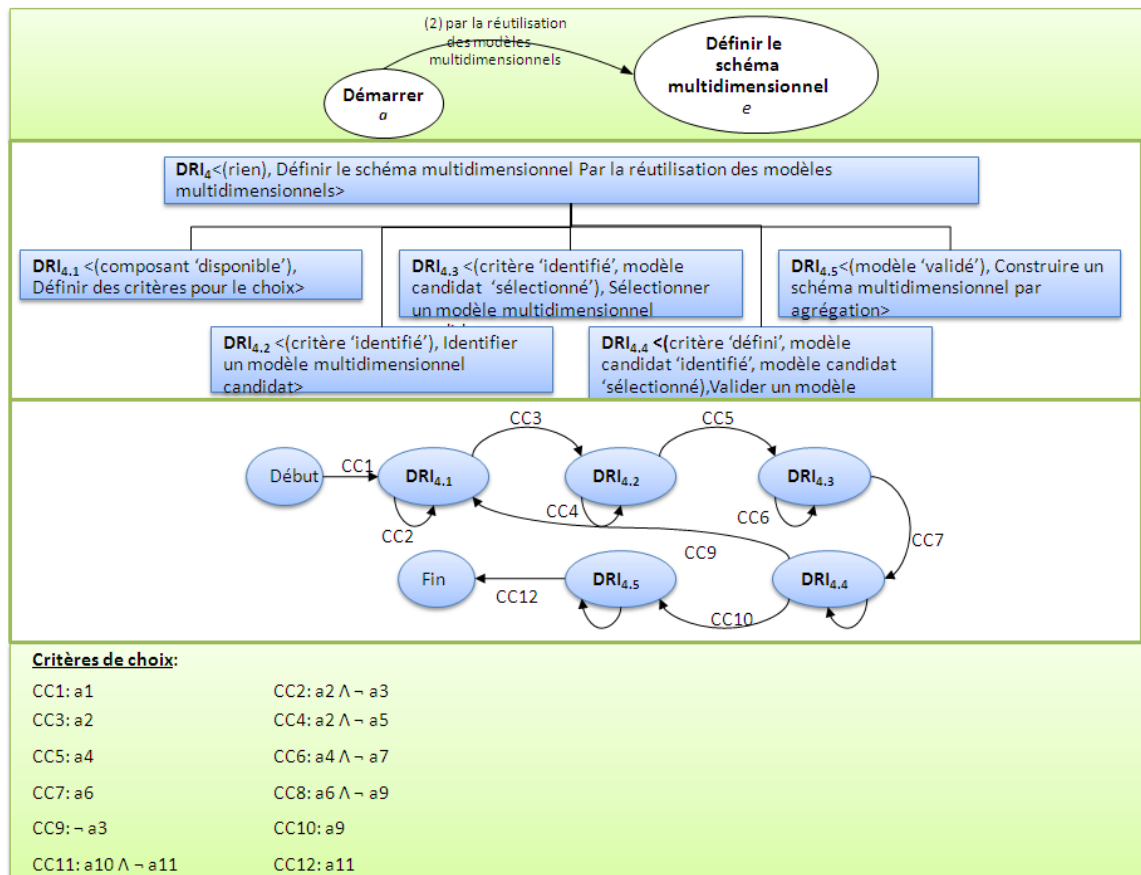 (2) par la réutilisation
des modèles
multidimensionnels
Démarrer
a
Définir le
schéma
multidimensionnel
e
DRI4<(rien), Définir le schéma multidimensionnel Par la réutilisation des modèles
multidimensionnels>
DRI4.1 <(composant ‘disponible’),
Définir des critères pour le choix>
DRI4.3 <(critère ‘identifié’, modèle
candidat ‘sélectionné’), Sélectionner
un modèle multidimensionnel
DRI4.5<(modèle ‘validé’), Construire un
schéma multidimensionnel par
agrégation>
DRI4.2 <(critère ‘identifié’), Identifier
un modèle multidimensionnel
candidat>
DRI4.4 <(critère ‘défini’, modèle
candidat ‘identifié’, modèle candidat
‘sélectionné),Valider un modèle
CC3
CC5
Début
CC1
DRI4.1
DRI4.2
DRI4.3
CC2
CC4
CC6
CC7
CC9
Fin
DRI4.5
DRI4.4
CC12
CC10
Critères de choix:
CC1: a1
CC2: a2 Λ ¬ a3
CC3: a2
CC4: a2 Λ ¬ a5
CC5: a4
CC6: a4 Λ ¬ a7
CC7: a6
CC8: a6 Λ ¬ a9
CC9: ¬ a3
CC10: a9
CC11: a10 Λ ¬ a11
CC12: a11